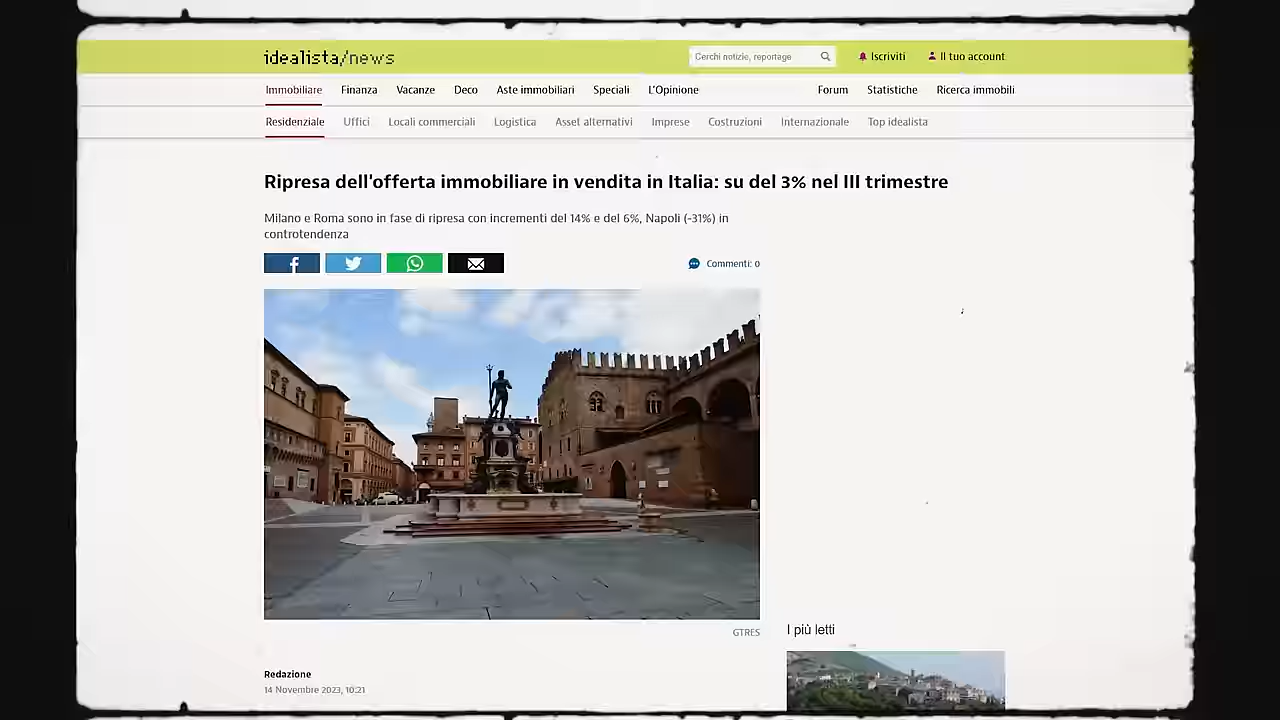 idealista/news
Cerchi notizie, reportage
Iscriviti
Il tuo account
Immobiliare Finanza Vacanze Deco Aste immobiliari Speciali L'Opinione Forum Statistiche Ricerca immobili
Residenziale Uffici Locali commerciali Logistica Asset alternativi Imprese Costruzioni Internazionale Top idealista
Ripresa dell'offerta immobiliare in vendita in Italia: su del 3% nel III trimestre
Milano e Roma sono in fase di ripresa con incrementi del 14% e del 6%, Napoli (-31%) in
controtendenza
Commenti: 0
GTRES
I più letti
Redazione
14 Novembre 2023, 10:21